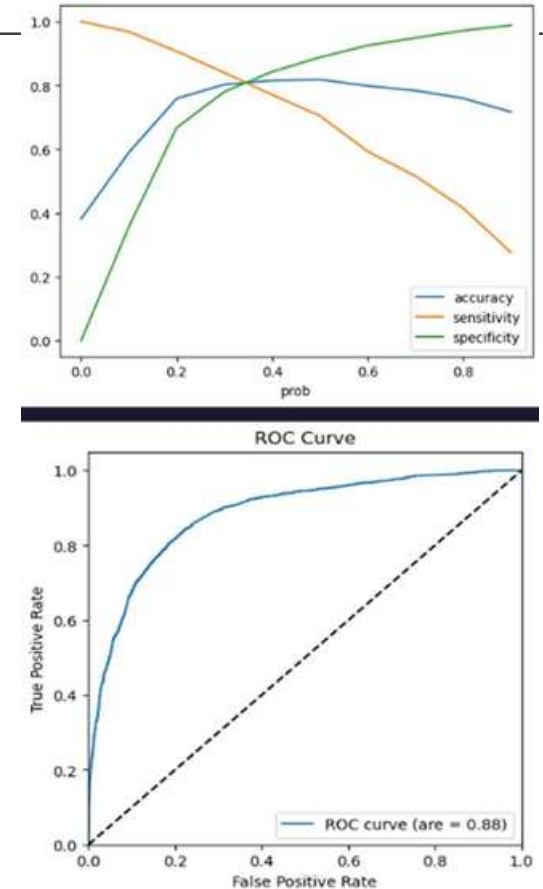 1.0
0.8
0.6
0.4
0.2
0.0
accuracy
sensitivity
specificity
0.0 0.2 0.4 0.6 0.8
prob
ROC Curve
1.0
0.8
0.6
0.4
0.2
0.0
True Positive Rate
ROC curve (are = 0.88)
0.0 0.2 0.4 0.6 0.8 1.0
False Positive Rate